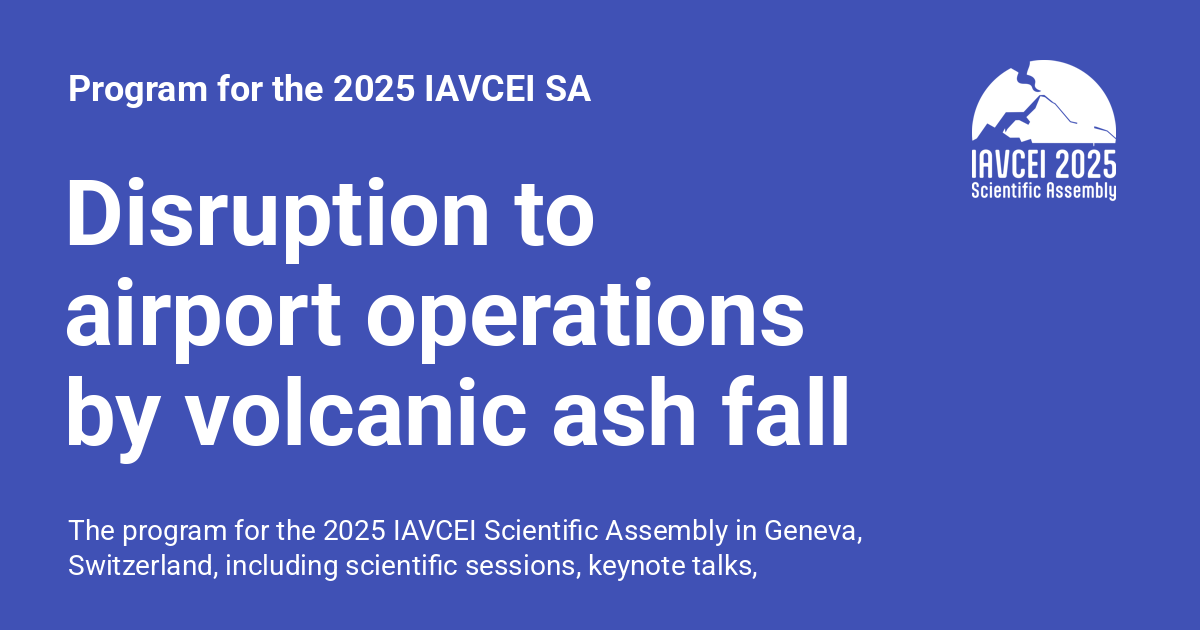 Program for the 2025 IAVCEI SA
IAVCEI 2025
Scientific Assembly
Disruption to
airport operations
by volcanic ash fall
The program for the 2025 IAVCEI Scientific Assembly in Geneva,
Switzerland, including scientific sessions, keynote talks,